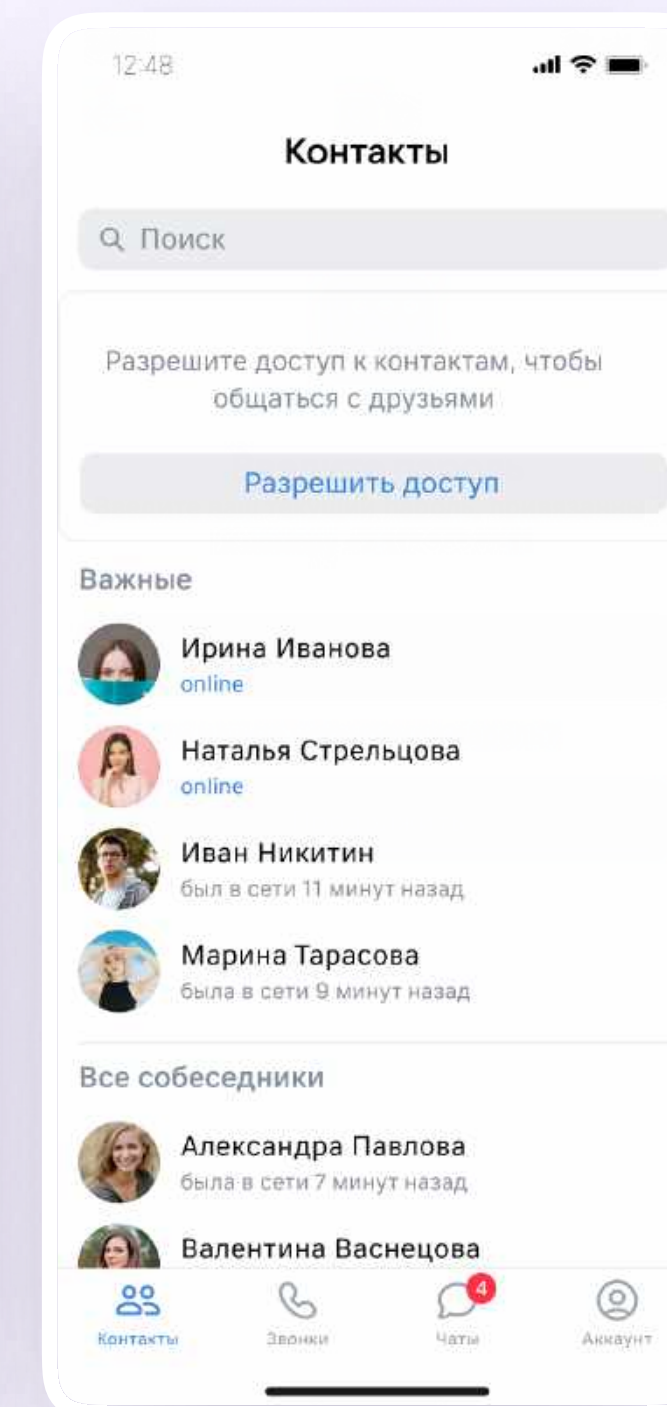 12:48
Контакты
Поиск
Разрешите доступ к контактам, чтобы
общаться с друзьями
Разрешить доступ
Важные
Ирина Иванова
online
Наталья Стрельцова
online
Иван Никитин
был в сети 11 минут назад
Марина Тарасова
была в сети 9 минут назад
Все собеседники
Александра Павлова
была в сети 7 минут назад
Валентина Васнецова
4
Контакты Звонки Чаты Аккаунт